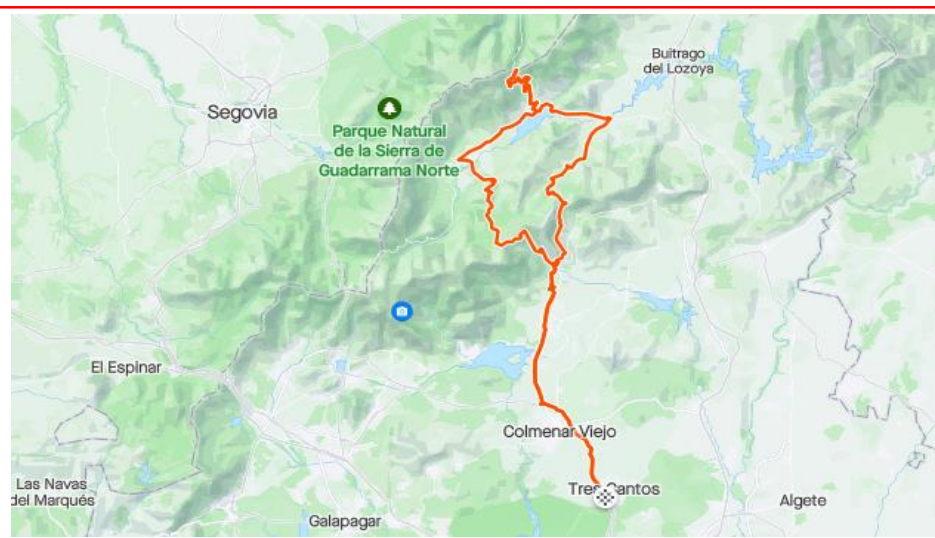 Buitrago
del Lozoya
Segovia
Parque Natural
de la Sierra de
Guadarrama Norte
El Espinar
Colmenar Viejo
Las Navas
del Marqués
Tres Cantos
Algete
Galapagar